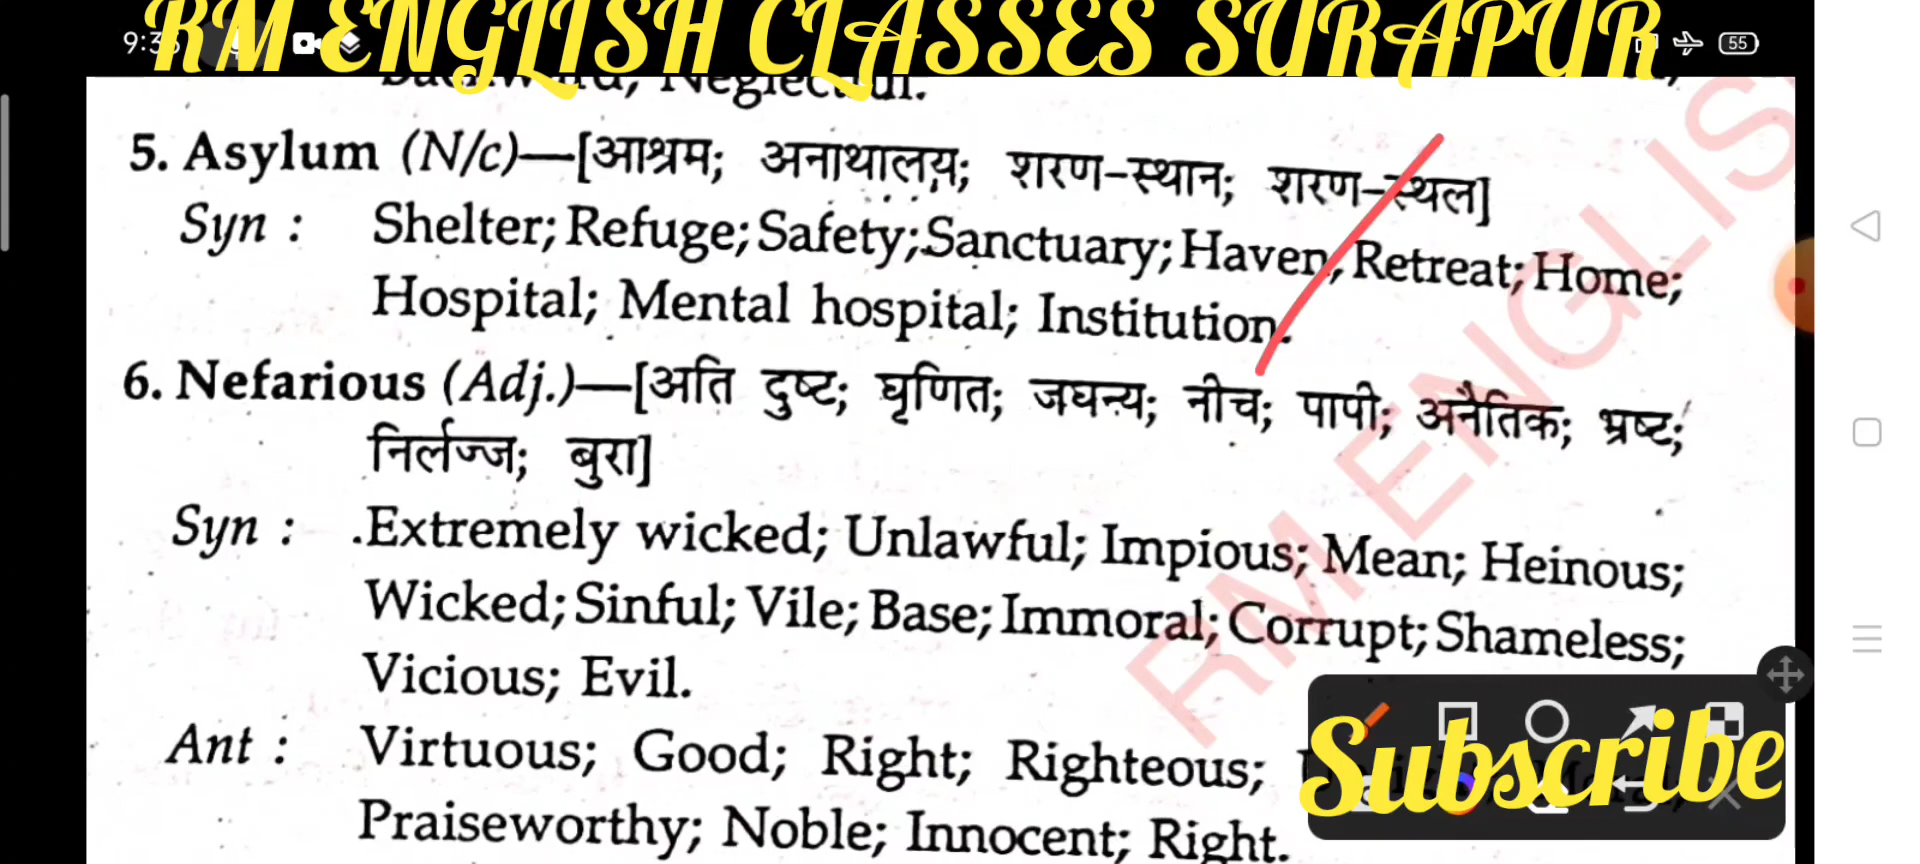 RM ENGLISH CLASSES SURAPUR
55
5. Asylum (N/c)—[आश्रम; अनाथालय; शरण-स्थान; शरण-स्थल]
Syn : Shelter; Refuge; Safety; Sanctuary; Haven, Retreat; Home;
Hospital; Mental hospital; Institution.
6. Nefarious (Adj.)—[अति दुष्ट; घृणित; जघन्य; नीच; पापी; अनैतिक; भ्रष्ट;
निर्लज्ज; बुरा]
Syn : Extremely wicked; Unlawful; Impious; Mean; Heinous;
Wicked; Sinful; Vile; Base; Immoral; Corrupt; Shameless;
Vicious; Evil.
Ant : Virtuous; Good; Right; Righteous;
Praiseworthy; Noble; Innocent; Right.
RM ENGLIS
Subscribe